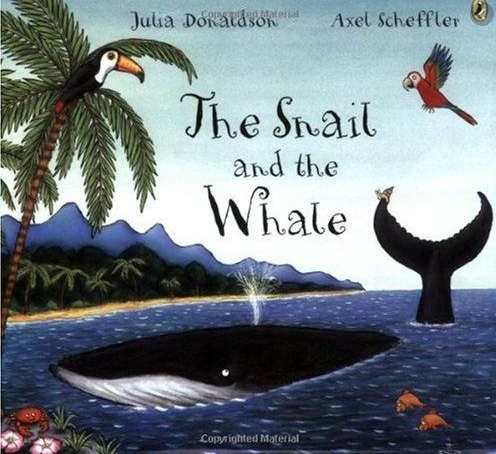 Julia Donaldson Axel Scheffler
Copyrighted Material
The Snail
and the
Whale
Copyrighted Material